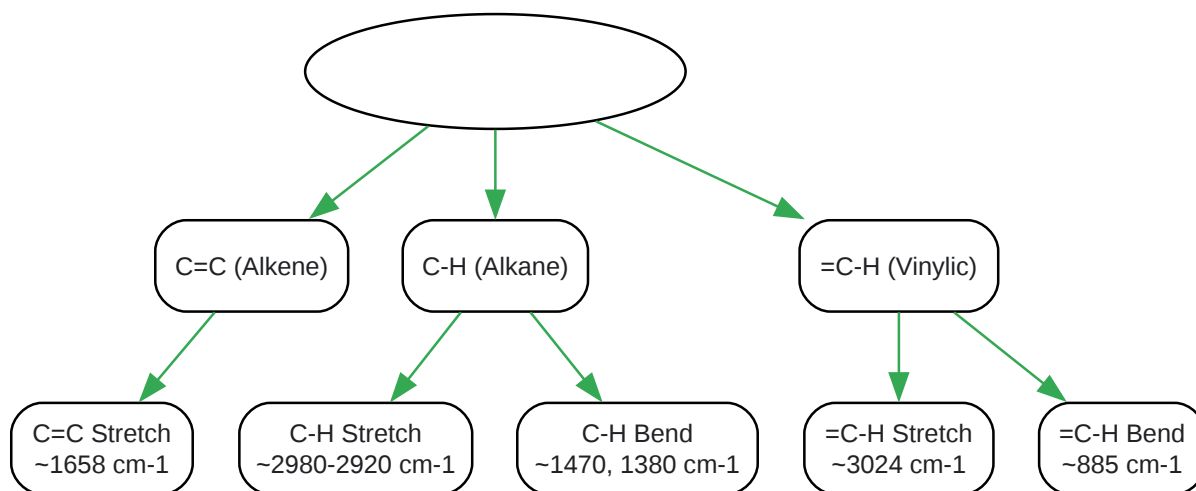 C=C (Alkene)
C-H (Alkane)
=C-H (Vinylic)
C=C Stretch
~1658 cm-1
C-H Stretch
~2980-2920 cm-1
C-H Bend
~1470, 1380 cm-1
=C-H Stretch
~3024 cm-1
=C-H Bend
~885 cm-1